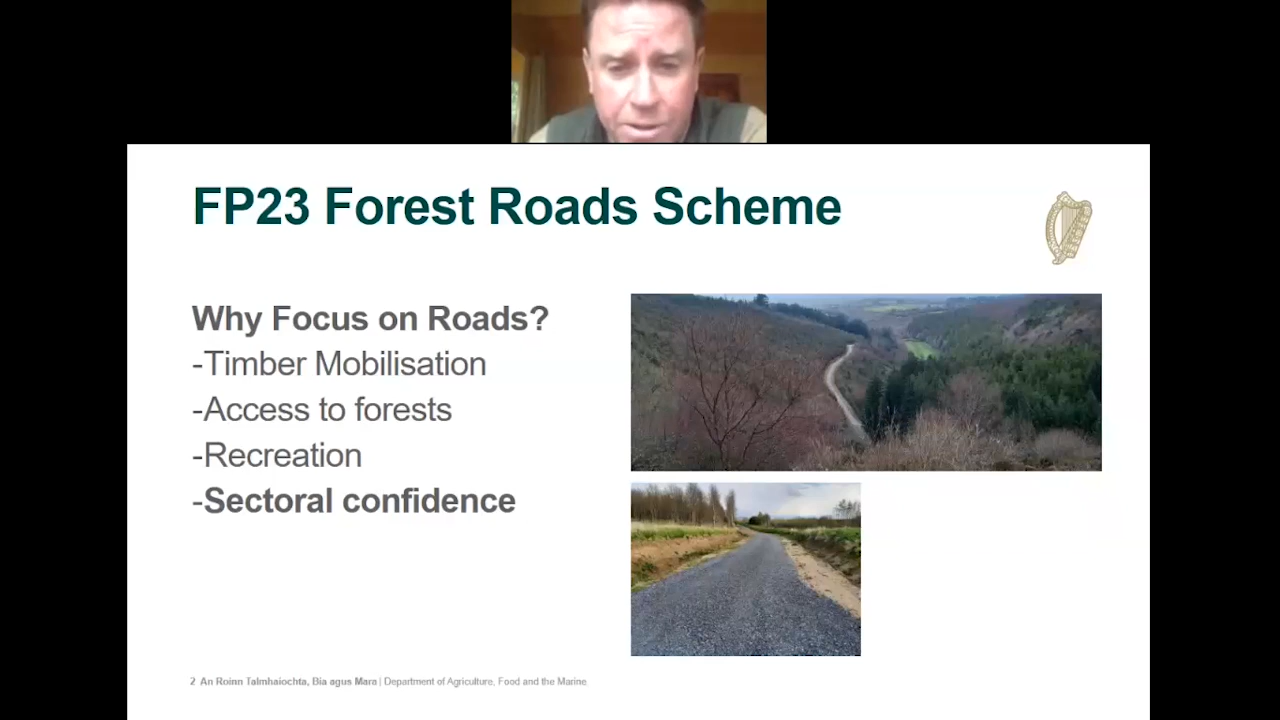 FP23 Forest Roads Scheme
Why Focus on Roads?
-Timber Mobilisation
-Access to forests
-Recreation
-Sectoral confidence
2 An Roinn Talmhaíochta, Bia agus Mara | Department of Agriculture, Food and the Marine